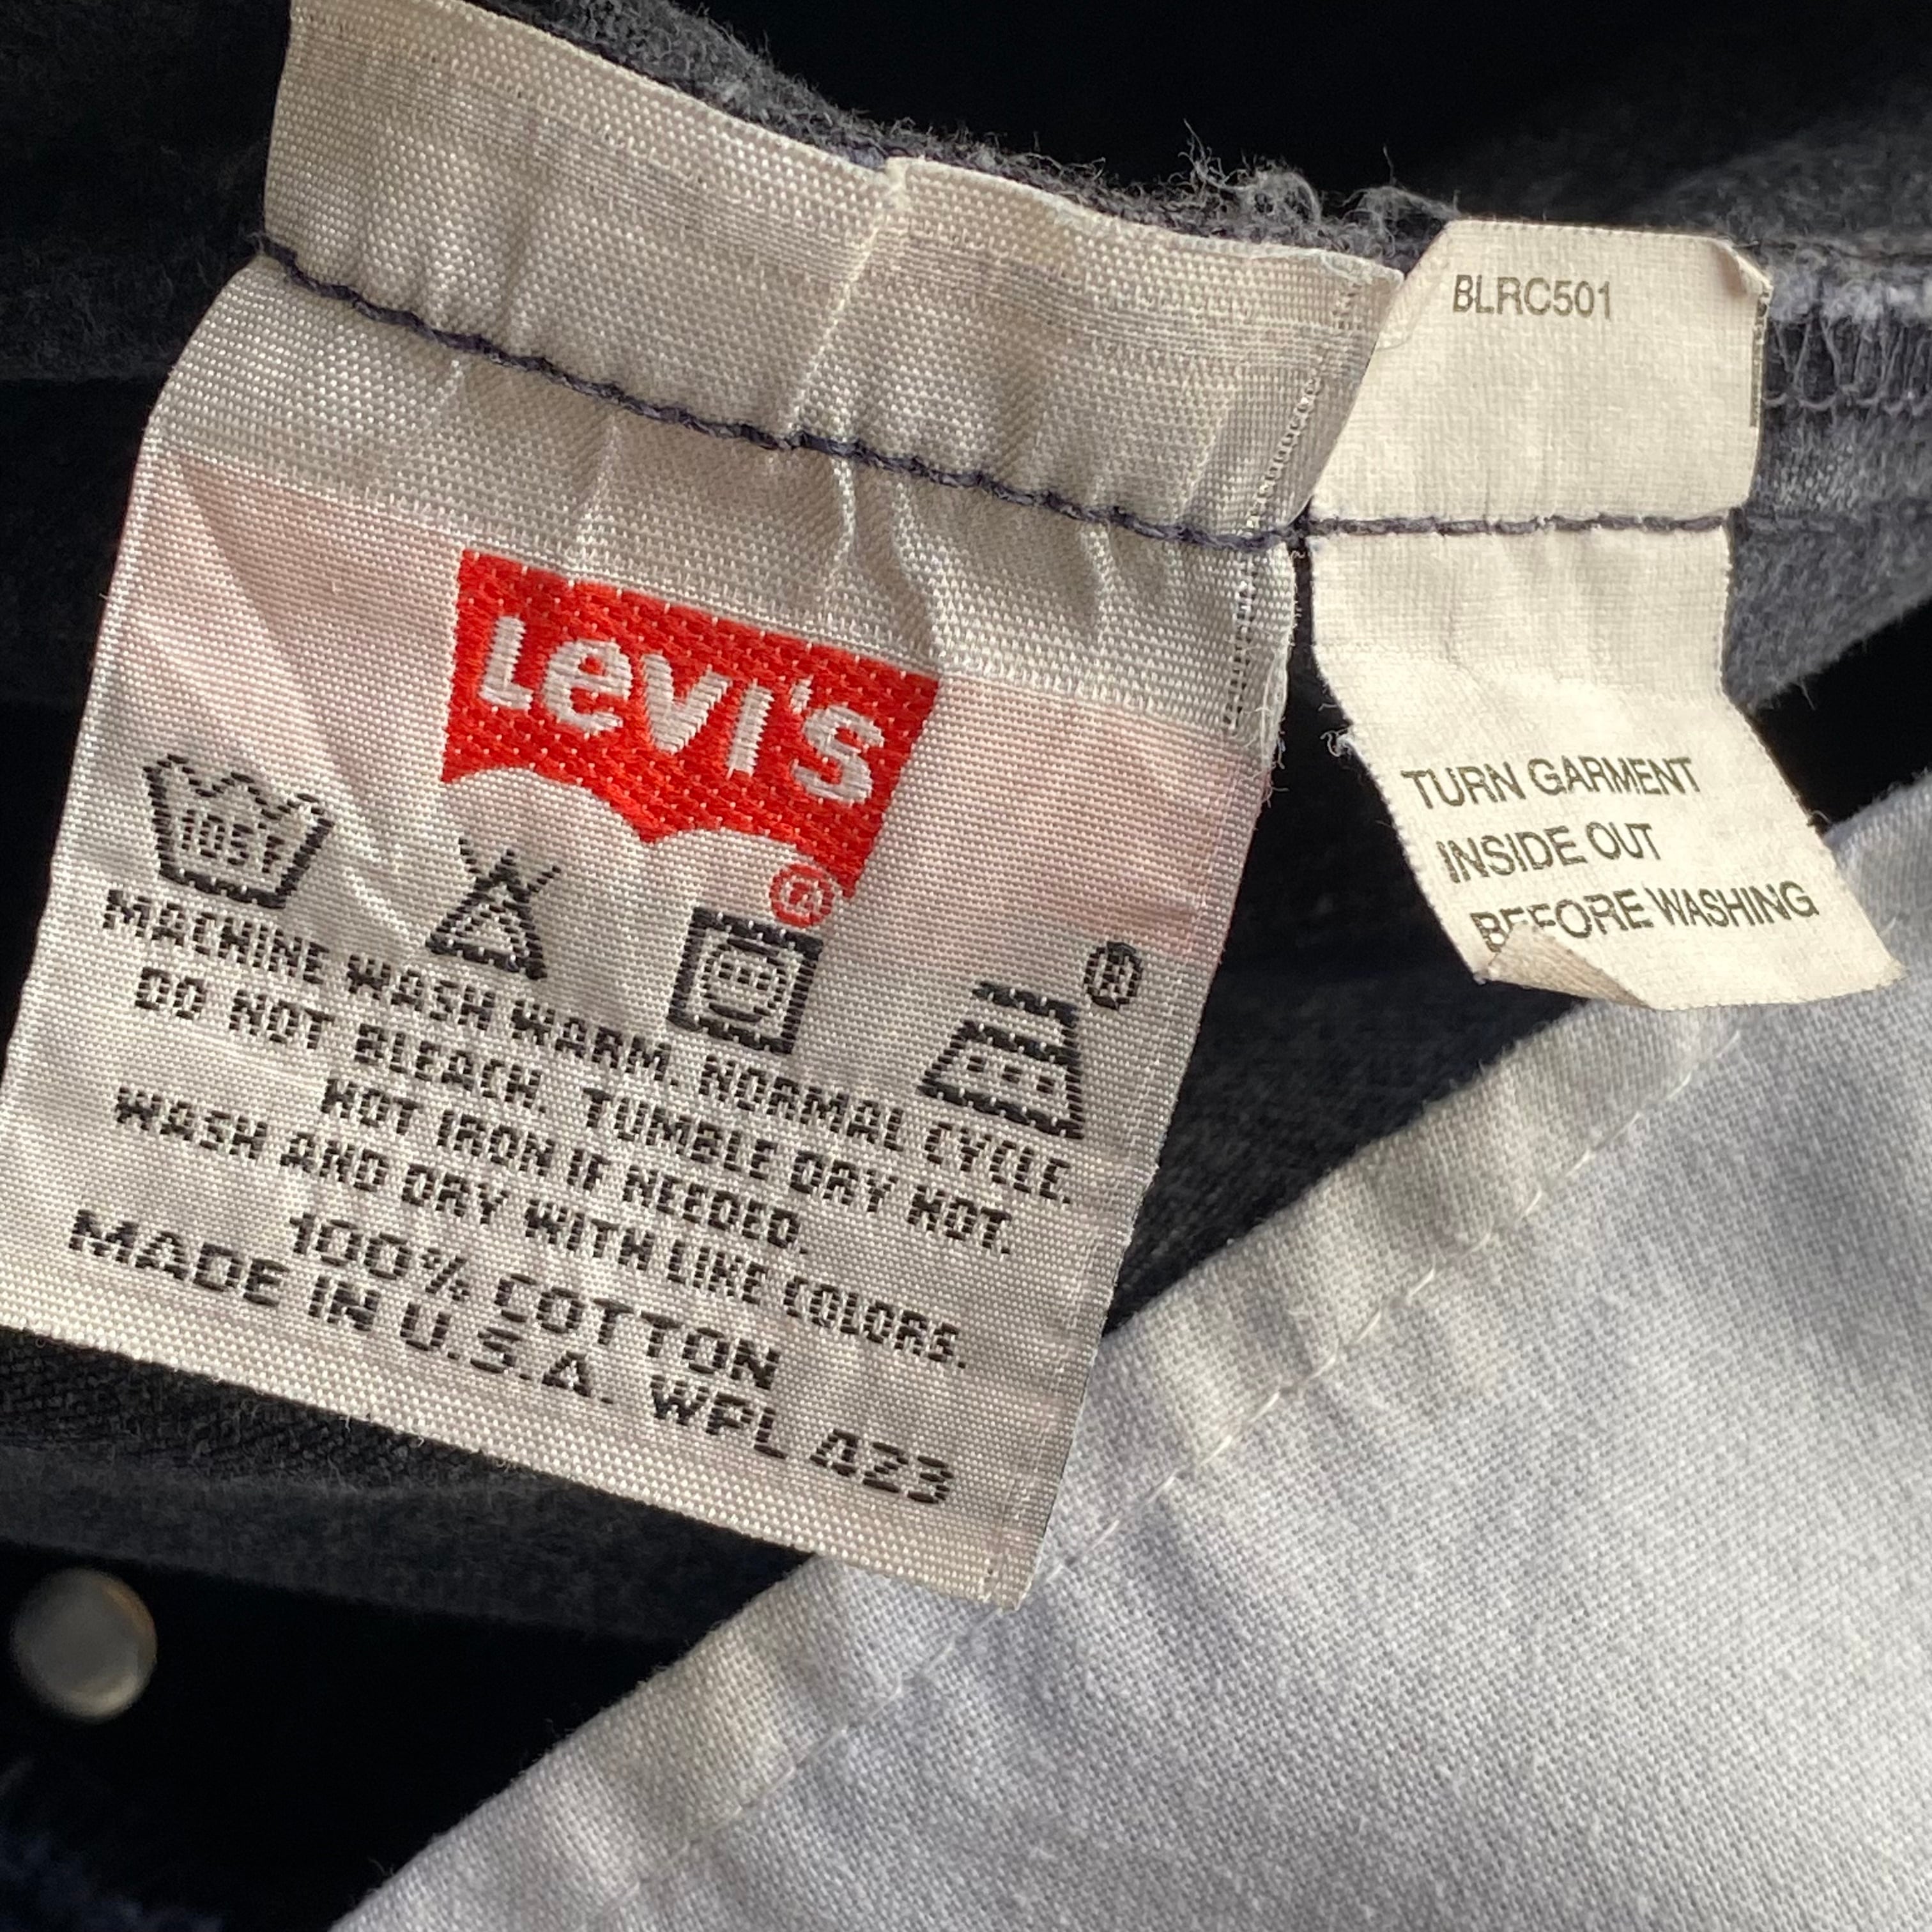 BLRC501
TURN GARMENT
INSIDE OUT
BEFORE WASHING
LEVI'S
®
105°F
®
MACHINE WASH WARM. NORMAL CYCLE.
DO NOT BLEACH. TUMBLE DRY HOT.
HOT IRON IF NEEDED.
WASH AND DRY WITH LIKE COLORS.
100% COTTON
MADE IN U.S.A. WPL 423